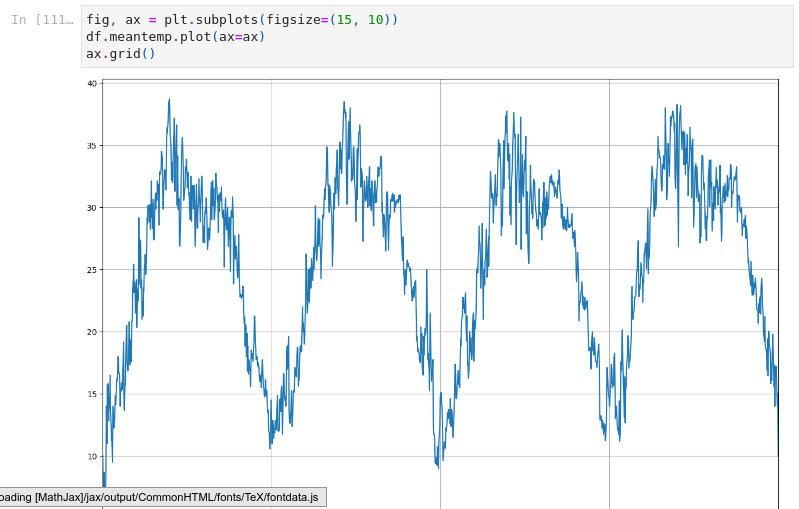 In [111…
fig, ax = plt.subplots(figsize=(15, 10))
df.meantemp.plot(ax=ax)
ax.grid()
40
35
30
25
20
15
10
oading [MathJax]/jax/output/CommonHTML/fonts/TeX/fontdata.js